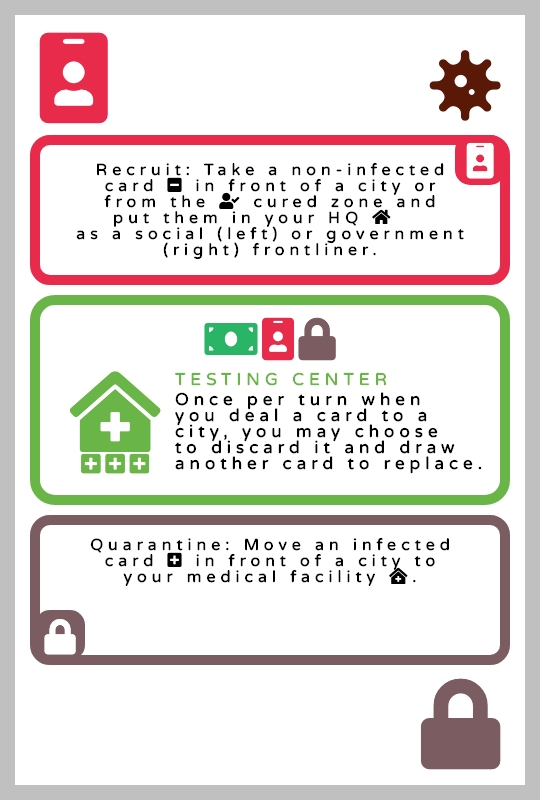 Recruit: Take a non-infected
card in front of a city or
from the cured zone and
put them in your HQ
as a social (left) or government
(right) frontliner.
TESTING CENTER
Once per turn when
you deal a card to a
city, you may choose
to discard it and draw
another card to replace.
Quarantine: Move an infected
card in front of a city to
your medical facility .